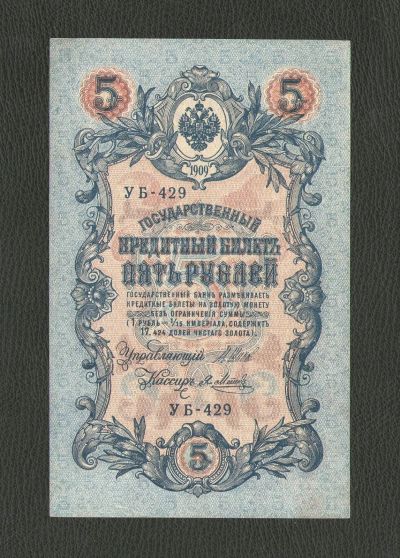 5 5
1909
УБ-429
ГОСУДАРСТВЕННЫЙ
КРЕДИТНЫЙ БИЛЕТЪ
ПЯТЬ РУБЛЕЙ
ГОСУДАРСТВЕННЫЙ БАНКЪ РАЗМѢНИВАЕТЪ
КРЕДИТНЫЕ БИЛЕТЫ НА ЗОЛОТУЮ МОНЕТУ
БЕЗЪ ОГРАНИЧЕНІЯ СУММЫ
(1 РУБЛЬ = 1/15 ИМПЕРІАЛА, СОДЕРЖИТЪ
17,424 ДОЛЕЙ ЧИСТАГО ЗОЛОТА).
Управляющій
Кассиръ
УБ-429
5